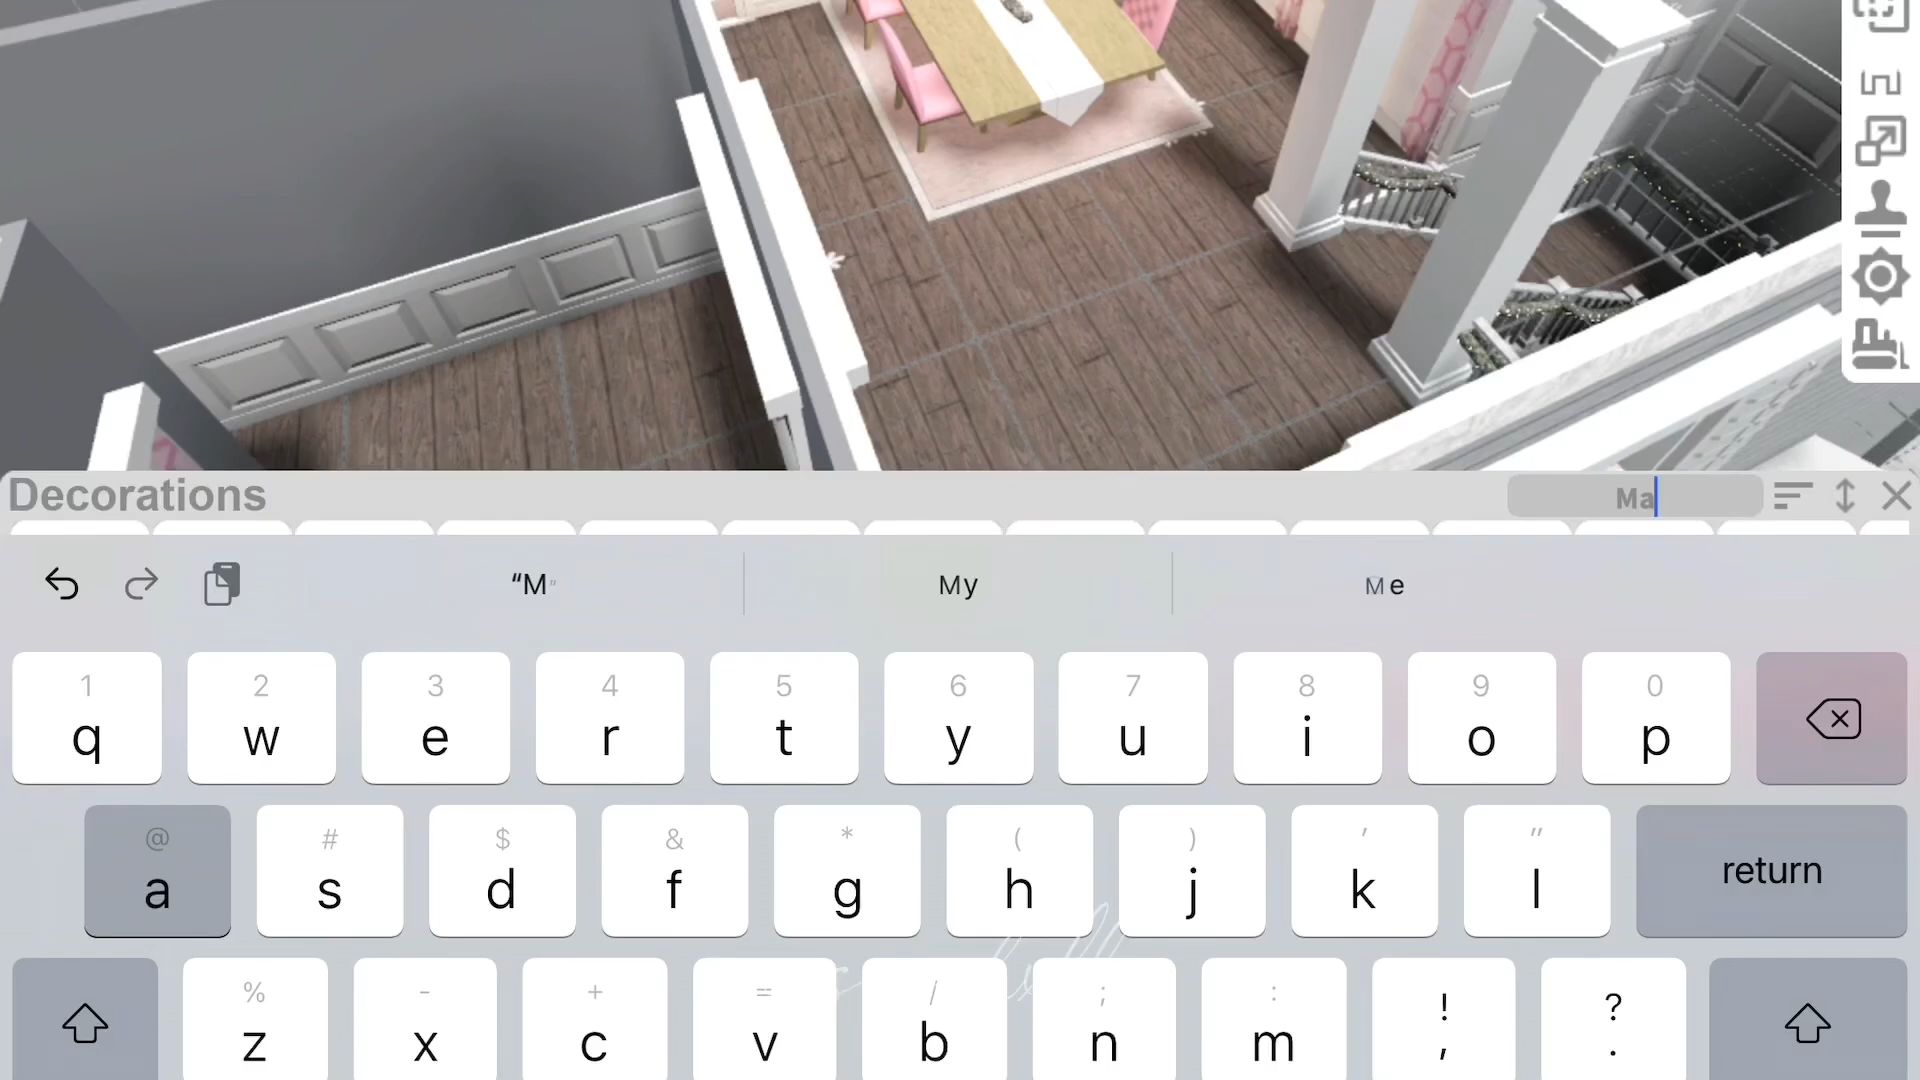 Decorations Ma
“M” My Me
1 2 3 4 5 6 7 8 9 0
q w e r t y u i o p
@ # $ & * ( ) ' "
a s d f g h j k l return
% - + = / ; : ! ?
z x c v b n m , .